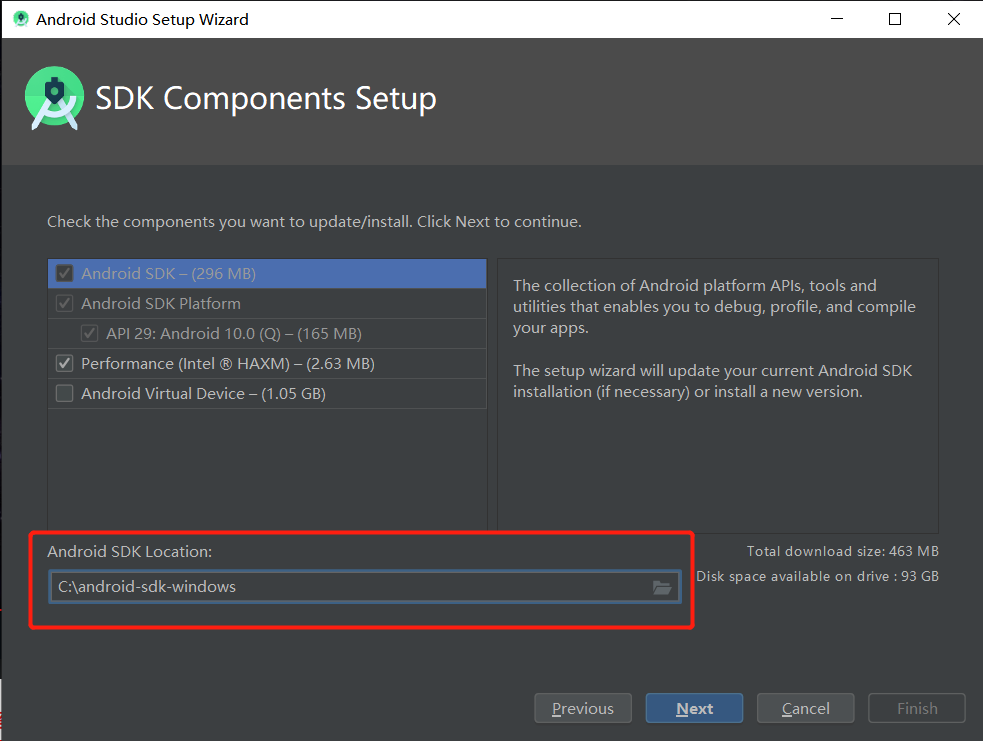 Android Studio Setup Wizard
SDK Components Setup
Check the components you want to update/install. Click Next to continue.
Android SDK – (296 MB)
Android SDK Platform
API 29: Android 10.0 (Q) – (165 MB)
Performance (Intel ® HAXM) – (2.63 MB)
Android Virtual Device – (1.05 GB)
The collection of Android platform APIs, tools and
utilities that enables you to debug, profile, and compile
your apps.
The setup wizard will update your current Android SDK
installation (if necessary) or install a new version.
Android SDK Location:
C:\android-sdk-windows
Total download size: 463 MB
Disk space available on drive : 93 GB
Previous
Next
Cancel
Finish